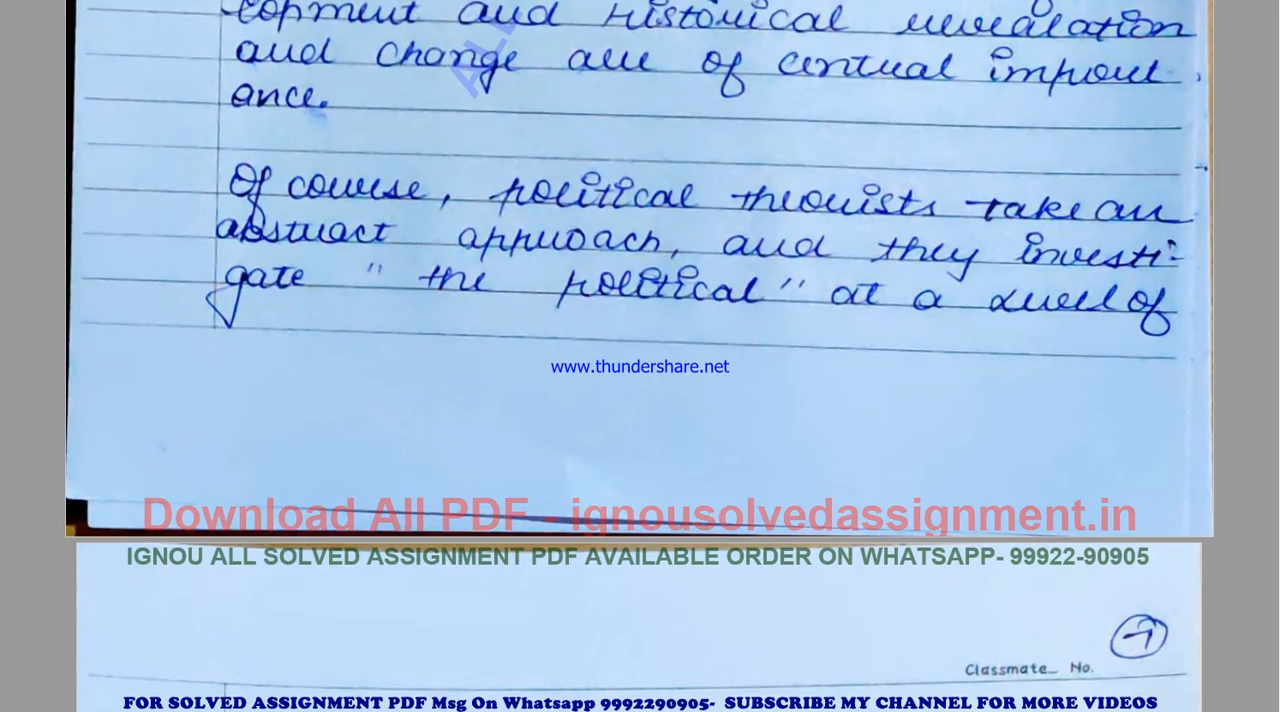 -lopment and Historical revealation
and change are of central import-
ance.
Of course, political theorists take an
abstract approach, and they investi-
gate "the political" at a level of
www.thundershare.net
Download All PDF - ignousolvedassignment.in
IGNOU ALL SOLVED ASSIGNMENT PDF AVAILABLE ORDER ON WHATSAPP- 99922-90905
7
Classmate No.
FOR SOLVED ASSIGNMENT PDF Msg On Whatsapp 9992290905- SUBSCRIBE MY CHANNEL FOR MORE VIDEOS